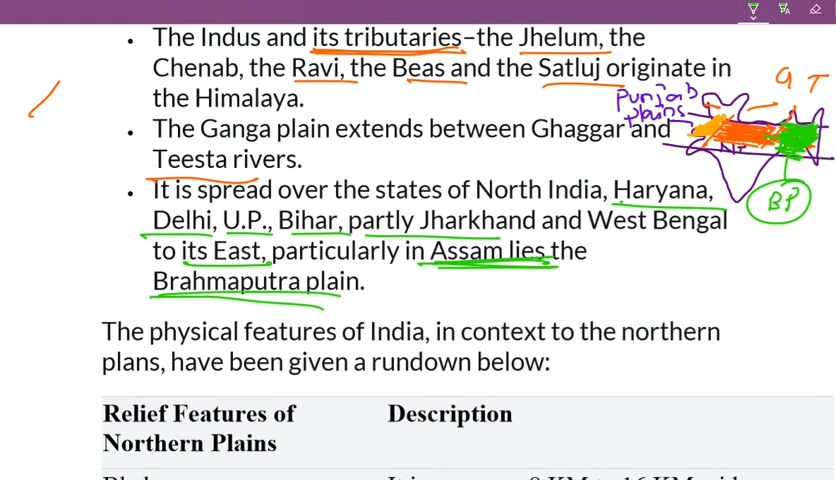 • The Indus and its tributaries–the Jhelum, the
Chenab, the Ravi, the Beas and the Satluj originate in
the Himalaya.
• The Ganga plain extends between Ghaggar and
Teesta rivers.
• It is spread over the states of North India, Haryana,
Delhi, U.P., Bihar, partly Jharkhand and West Bengal
to its East, particularly in Assam lies the
Brahmaputra plain.
The physical features of India, in context to the northern
plans, have been given a rundown below:
Relief Features of
Northern Plains
Description
G T
Punjab
plains
BP